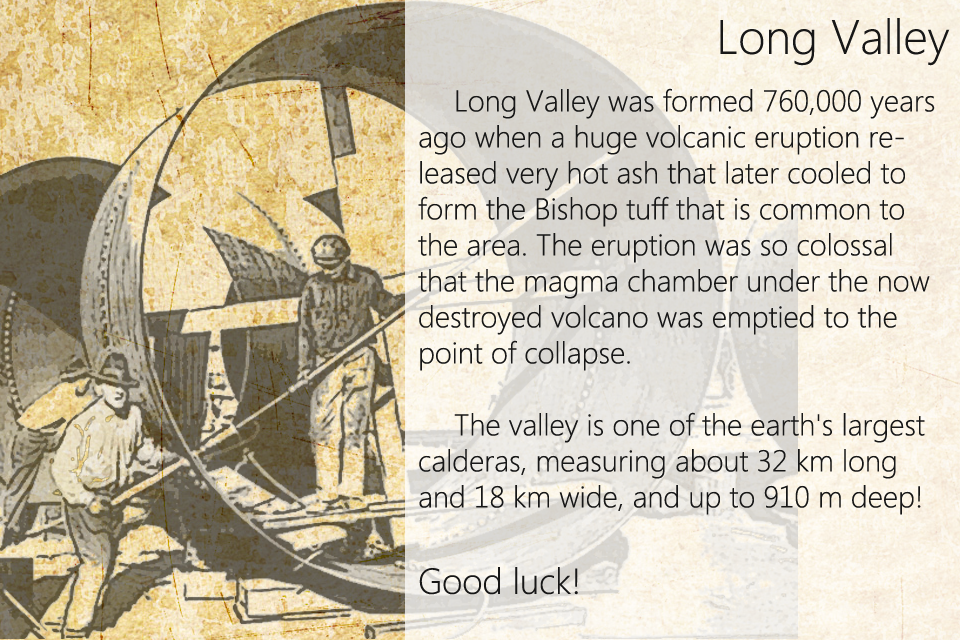 Long Valley
Long Valley was formed 760,000 years
ago when a huge volcanic eruption re-
leased very hot ash that later cooled to
form the Bishop tuff that is common to
the area. The eruption was so colossal
that the magma chamber under the now
destroyed volcano was emptied to the
point of collapse.
The valley is one of the earth's largest
calderas, measuring about 32 km long
and 18 km wide, and up to 910 m deep!
Good luck!